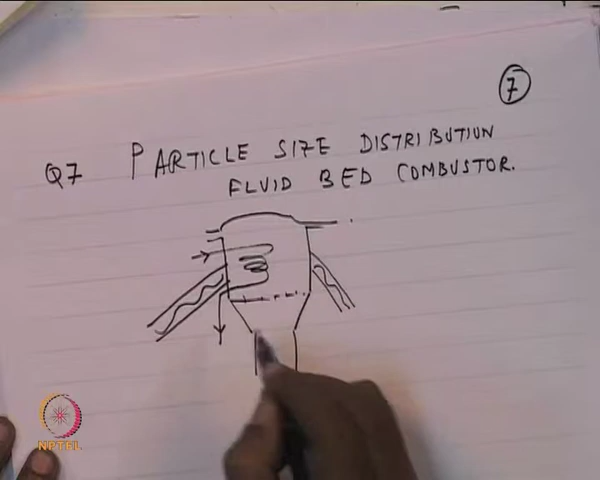 7
Q7 PARTICLE SIZE DISTRIBUTION
FLUID BED COMBUSTOR.
NPTEL